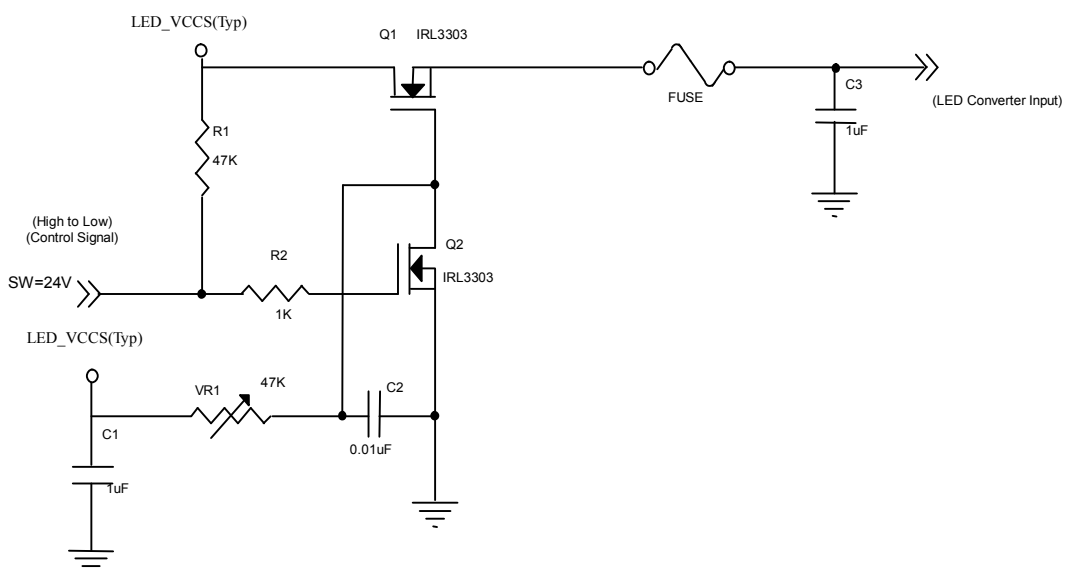 LED_VCCS(Typ)
Q1 IRL3303
FUSE
C3
1uF
(LED Converter Input)
R1
47K
(High to Low)
(Control Signal)
SW=24V
R2
1K
Q2
IRL3303
LED_VCCS(Typ)
VR1
47K
C2
0.01uF
C1
1uF